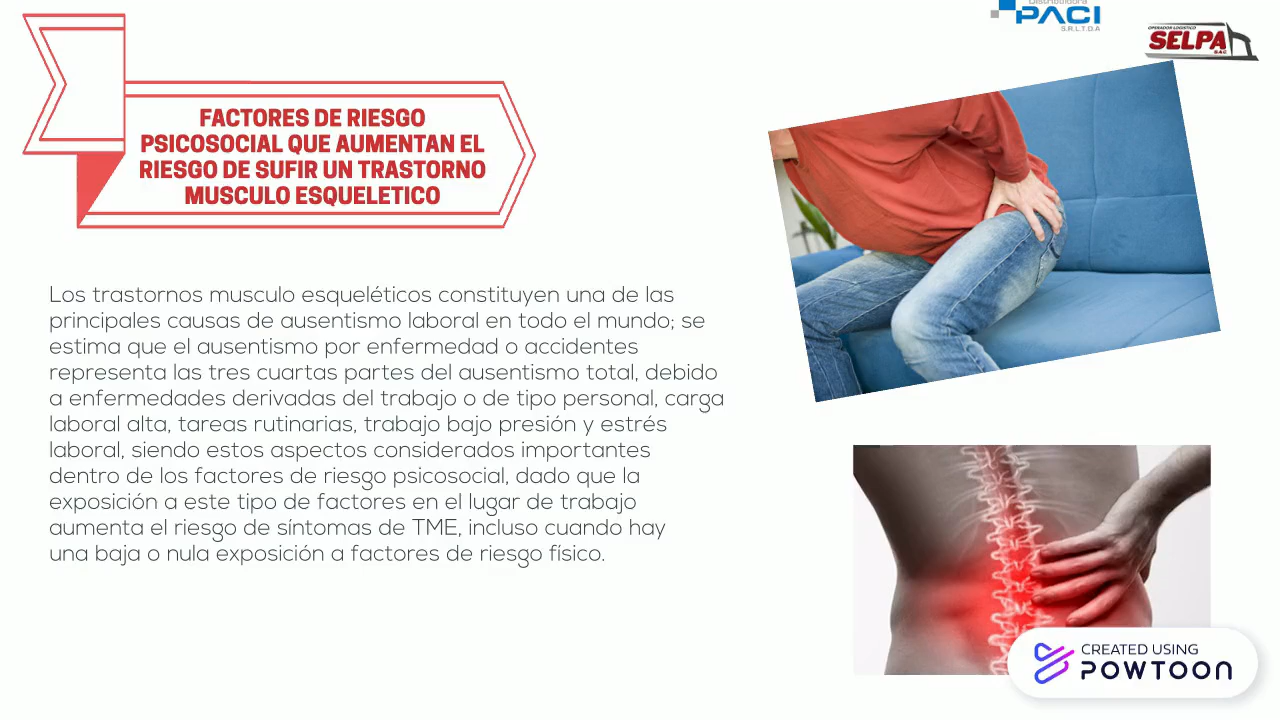 Distribuidora
PACI
S.R.L.T.D.A
OPERADOR LOGISTICO
SELPA
S.A.C
FACTORES DE RIESGO
PSICOSOCIAL QUE AUMENTAN EL
RIESGO DE SUFIR UN TRASTORNO
MUSCULO ESQUELETICO
Los trastornos musculo esqueléticos constituyen una de las
principales causas de ausentismo laboral en todo el mundo; se
estima que el ausentismo por enfermedad o accidentes
representa las tres cuartas partes del ausentismo total, debido
a enfermedades derivadas del trabajo o de tipo personal, carga
laboral alta, tareas rutinarias, trabajo bajo presión y estrés
laboral, siendo estos aspectos considerados importantes
dentro de los factores de riesgo psicosocial, dado que la
exposición a este tipo de factores en el lugar de trabajo
aumenta el riesgo de síntomas de TME, incluso cuando hay
una baja o nula exposición a factores de riesgo físico.
CREATED USING
POWTOON